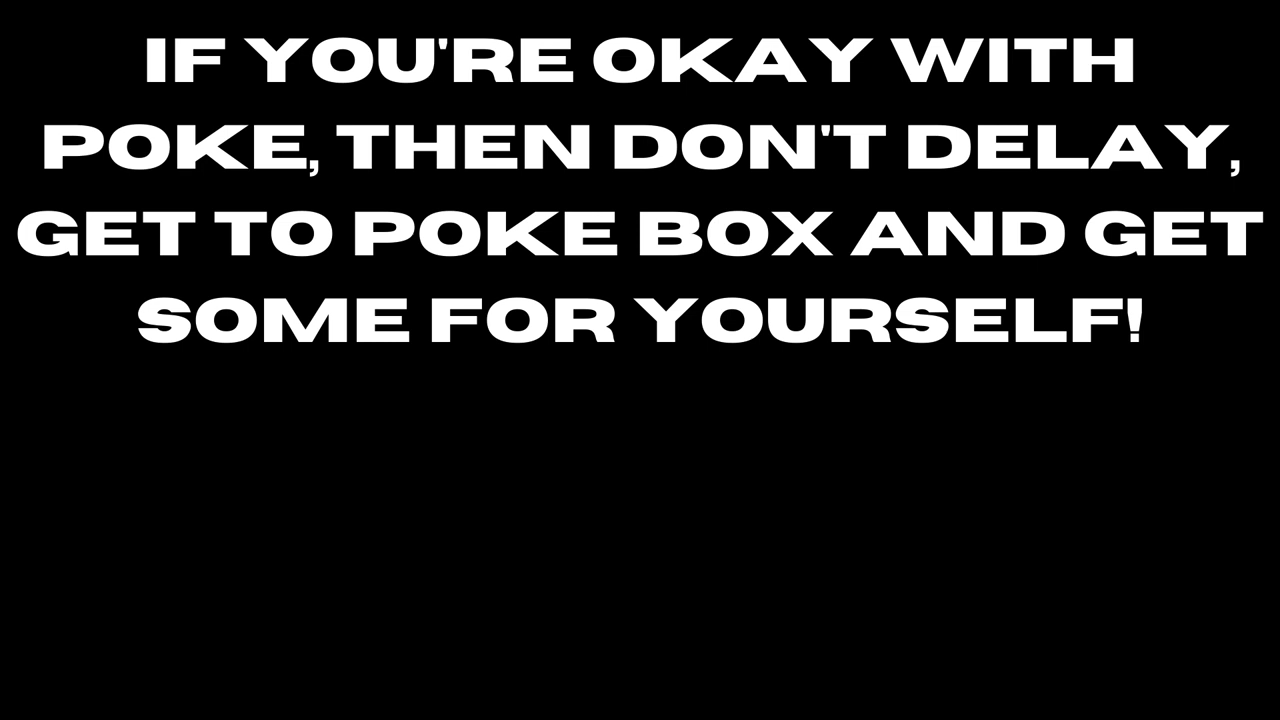 IF YOU'RE OKAY WITH
POKE, THEN DON'T DELAY,
GET TO POKE BOX AND GET
SOME FOR YOURSELF!